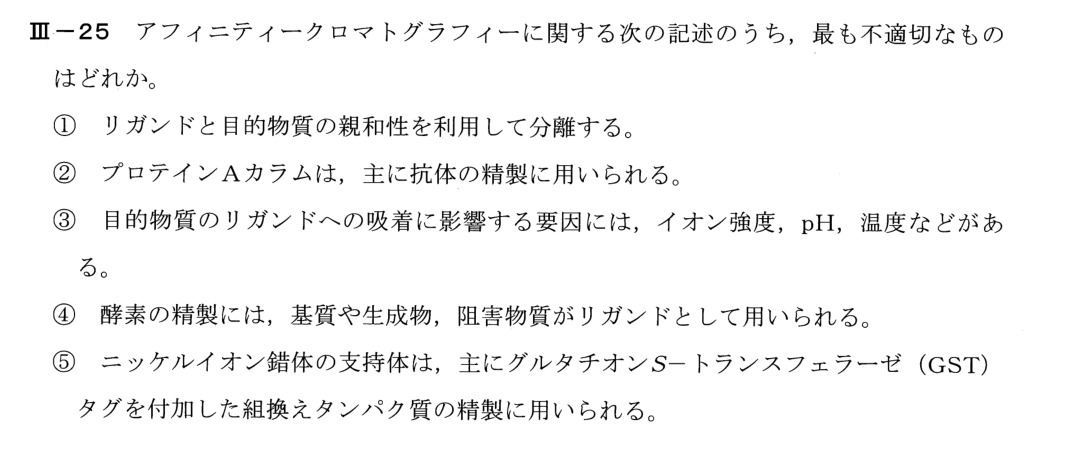 Ⅲ－25　アフィニティークロマトグラフィーに関する次の記述のうち，最も不適切なもの
はどれか。
①　リガンドと目的物質の親和性を利用して分離する。
②　プロテインＡカラムは，主に抗体の精製に用いられる。
③　目的物質のリガンドへの吸着に影響する要因には，イオン強度，pH，温度などがあ
る。
④　酵素の精製には，基質や生成物，阻害物質がリガンドとして用いられる。
⑤　ニッケルイオン錯体の支持体は，主にグルタチオンS－トランスフェラーゼ（GST）
タグを付加した組換えタンパク質の精製に用いられる。